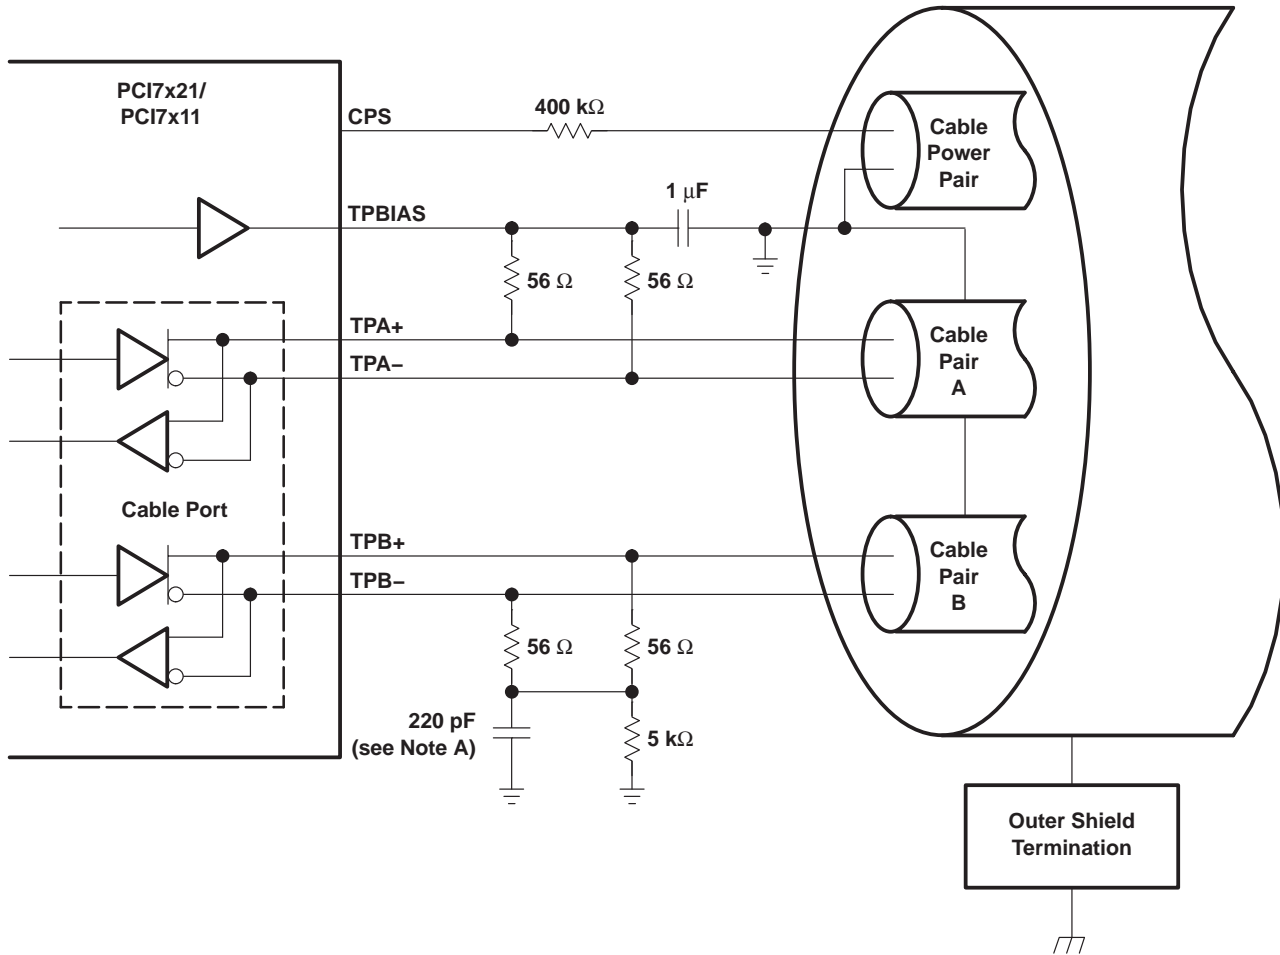 PCI7x21/
PCI7x11
CPS
400 kΩ
Cable
Power
Pair
TPBIAS
1 μF
56 Ω
56 Ω
TPA+
TPA−
Cable
Pair
A
Cable Port
TPB+
TPB−
Cable
Pair
B
56 Ω
56 Ω
220 pF
(see Note A)
5 kΩ
Outer Shield
Termination